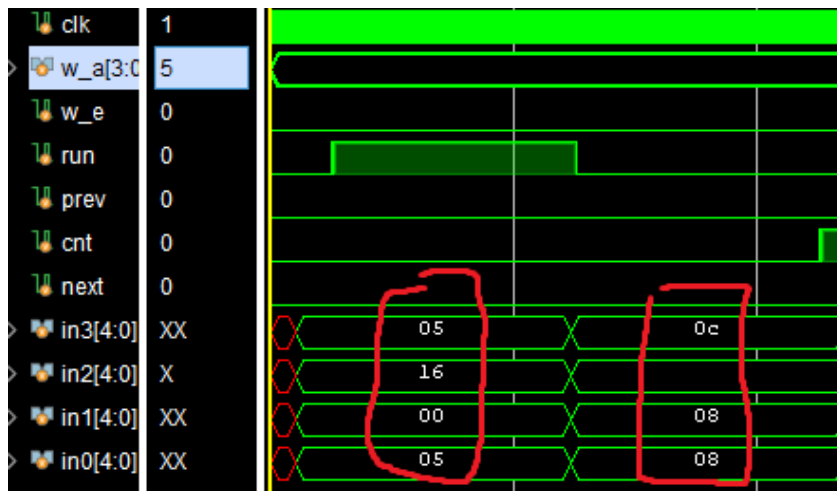 clk 1
w_a[3:0 5
w_e 0
run 0
prev 0
cnt 0
next 0
in3[4:0] XX 05 0c
in2[4:0] X 16
in1[4:0] XX 00 08
in0[4:0] XX 05 08